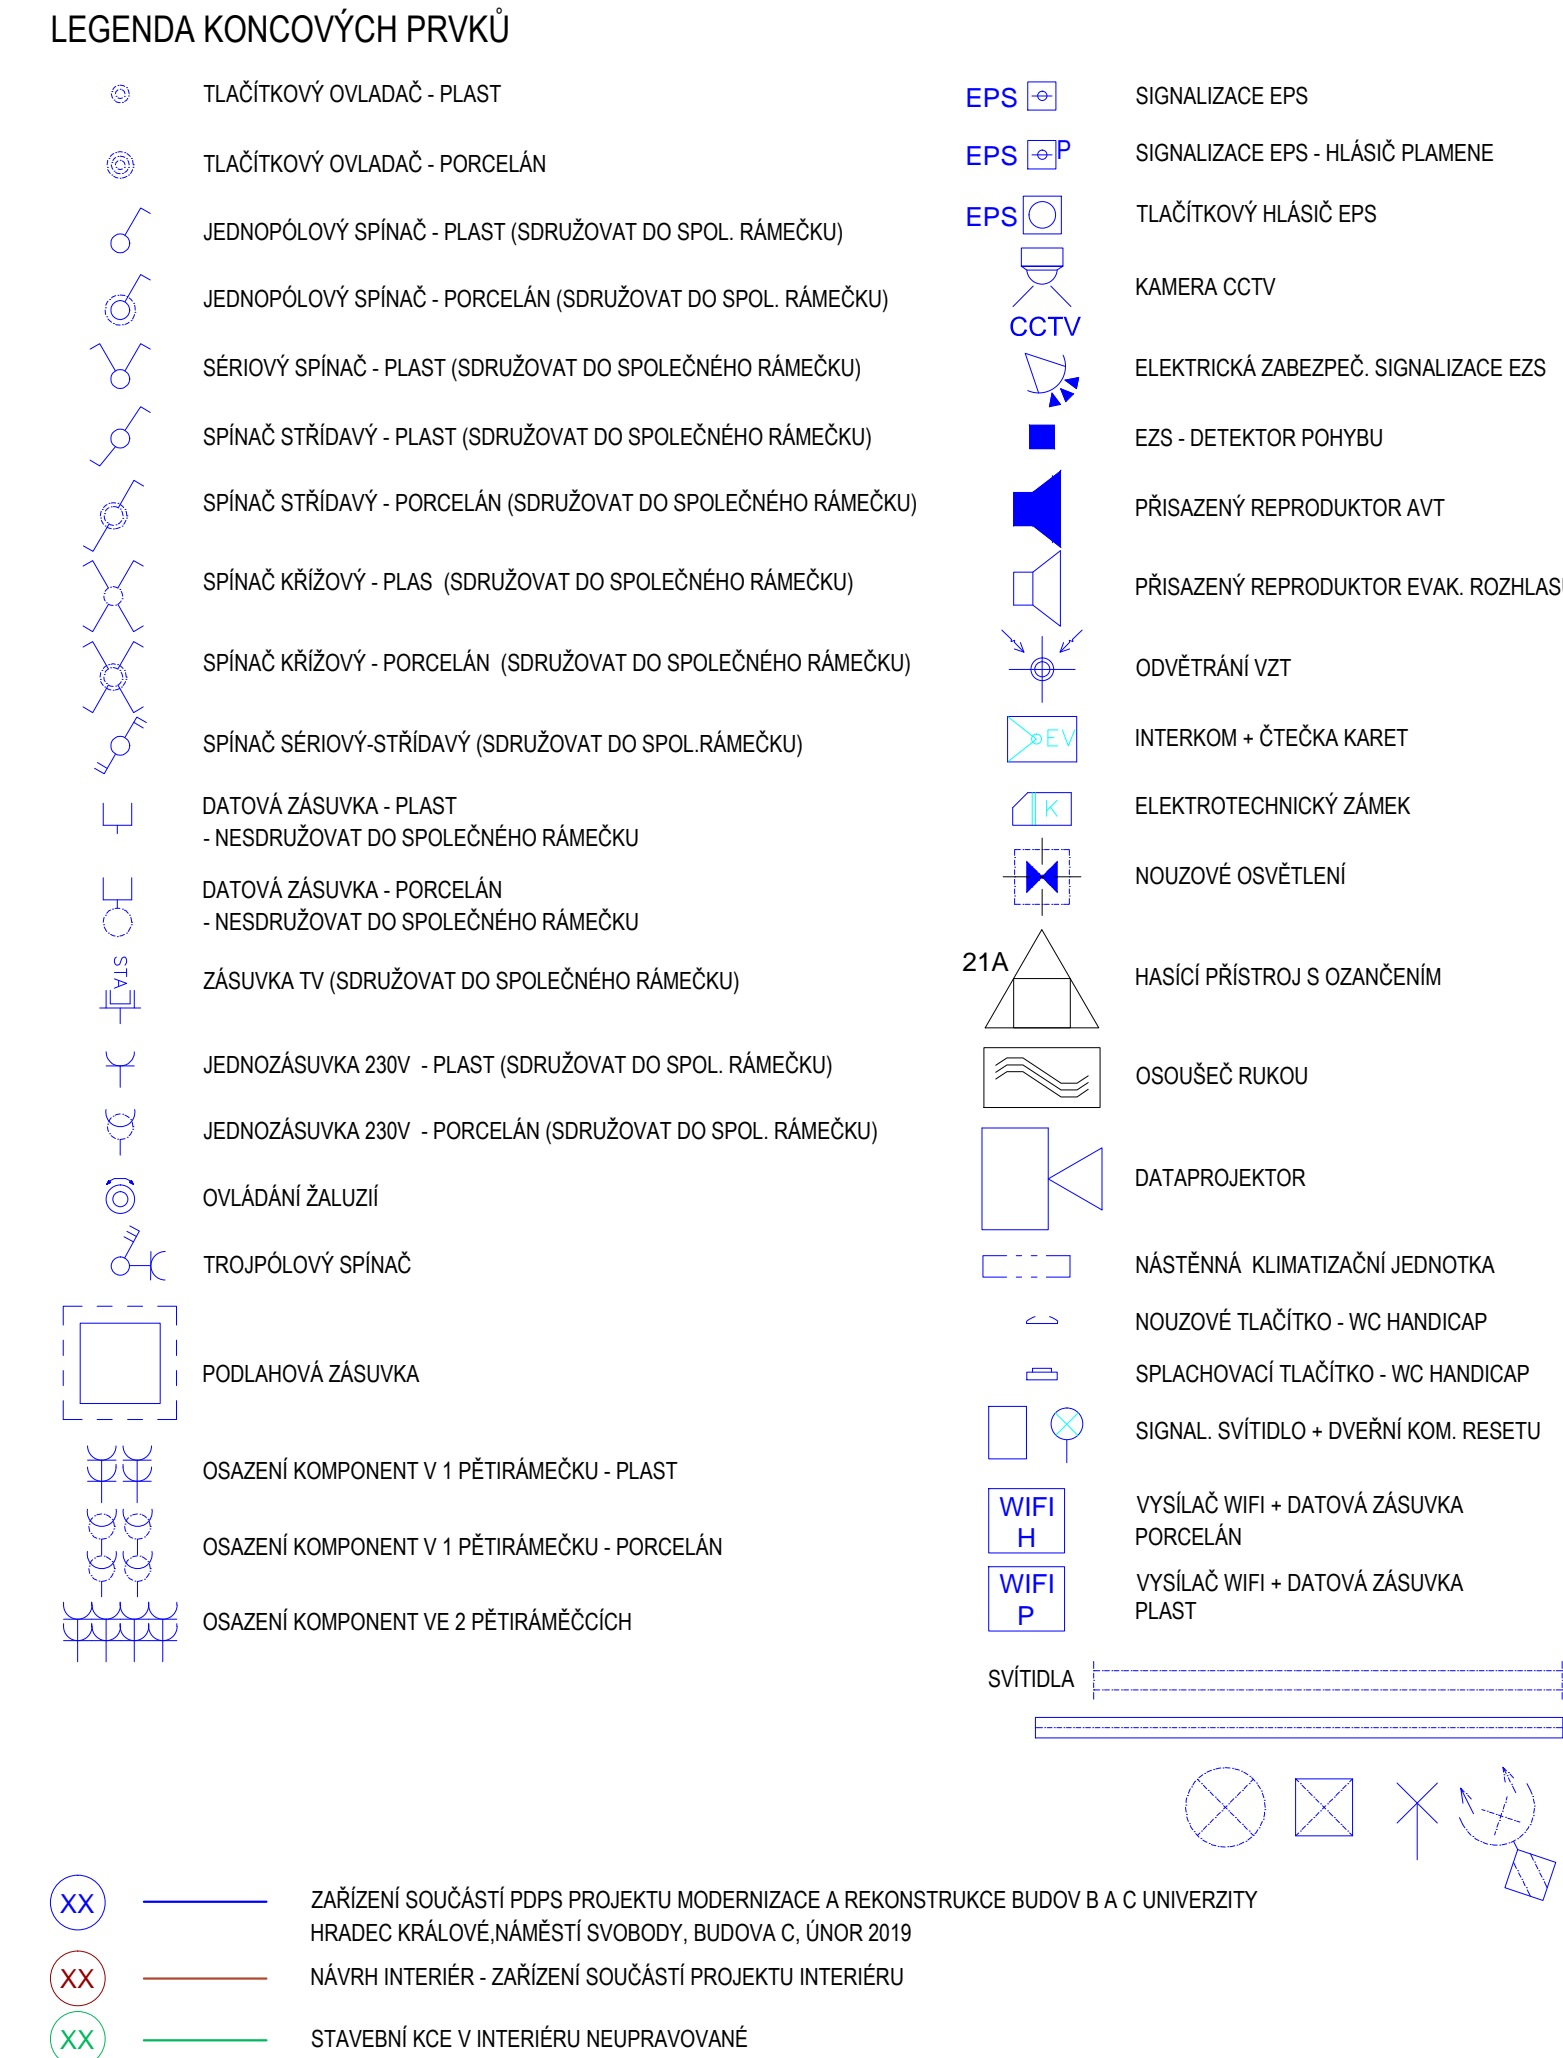 LEGENDA KONCOVÝCH PRVKŮ
TLAČÍTKOVÝ OVLADAČ - PLAST
TLAČÍTKOVÝ OVLADAČ - PORCELÁN
JEDNOPÓLOVÝ SPÍNAČ - PLAST (SDRUŽOVAT DO SPOL. RÁMEČKU)
JEDNOPÓLOVÝ SPÍNAČ - PORCELÁN (SDRUŽOVAT DO SPOL. RÁMEČKU)
SÉRIOVÝ SPÍNAČ - PLAST (SDRUŽOVAT DO SPOLEČNÉHO RÁMEČKU)
SPÍNAČ STŘÍDAVÝ - PLAST (SDRUŽOVAT DO SPOLEČNÉHO RÁMEČKU)
SPÍNAČ STŘÍDAVÝ - PORCELÁN (SDRUŽOVAT DO SPOLEČNÉHO RÁMEČKU)
SPÍNAČ KŘÍŽOVÝ - PLAS (SDRUŽOVAT DO SPOLEČNÉHO RÁMEČKU)
SPÍNAČ KŘÍŽOVÝ - PORCELÁN (SDRUŽOVAT DO SPOLEČNÉHO RÁMEČKU)
SPÍNAČ SÉRIOVÝ-STŘÍDAVÝ (SDRUŽOVAT DO SPOL.RÁMEČKU)
DATOVÁ ZÁSUVKA - PLAST
- NESDRUŽOVAT DO SPOLEČNÉHO RÁMEČKU
DATOVÁ ZÁSUVKA - PORCELÁN
- NESDRUŽOVAT DO SPOLEČNÉHO RÁMEČKU
STA
ZÁSUVKA TV (SDRUŽOVAT DO SPOLEČNÉHO RÁMEČKU)
JEDNOZÁSUVKA 230V - PLAST (SDRUŽOVAT DO SPOL. RÁMEČKU)
JEDNOZÁSUVKA 230V - PORCELÁN (SDRUŽOVAT DO SPOL. RÁMEČKU)
OVLÁDÁNÍ ŽALUZIÍ
TROJPÓLOVÝ SPÍNAČ
PODLAHOVÁ ZÁSUVKA
OSAZENÍ KOMPONENT V 1 PĚTIRÁMEČKU - PLAST
OSAZENÍ KOMPONENT V 1 PĚTIRÁMEČKU - PORCELÁN
OSAZENÍ KOMPONENT VE 2 PĚTIRÁMĚČCÍCH
EPS SIGNALIZACE EPS
EPS P SIGNALIZACE EPS - HLÁSIČ PLAMENE
EPS TLAČÍTKOVÝ HLÁSIČ EPS
KAMERA CCTV
CCTV
ELEKTRICKÁ ZABEZPEČ. SIGNALIZACE EZS
EZS - DETEKTOR POHYBU
PŘISAZENÝ REPRODUKTOR AVT
PŘISAZENÝ REPRODUKTOR EVAK. ROZHLASU
ODVĚTRÁNÍ VZT
EV INTERKOM + ČTEČKA KARET
K ELEKTROTECHNICKÝ ZÁMEK
NOUZOVÉ OSVĚTLENÍ
21A
HASÍCÍ PŘÍSTROJ S OZANČENÍM
OSOUŠEČ RUKOU
DATAPROJEKTOR
NÁSTĚNNÁ KLIMATIZAČNÍ JEDNOTKA
NOUZOVÉ TLAČÍTKO - WC HANDICAP
SPLACHOVACÍ TLAČÍTKO - WC HANDICAP
SIGNAL. SVÍTIDLO + DVEŘNÍ KOM. RESETU
WIFI
H
VYSÍLAČ WIFI + DATOVÁ ZÁSUVKA
PORCELÁN
WIFI
P
VYSÍLAČ WIFI + DATOVÁ ZÁSUVKA
PLAST
SVÍTIDLA
XX ZAŘÍZENÍ SOUČÁSTÍ PDPS PROJEKTU MODERNIZACE A REKONSTRUKCE BUDOV B A C UNIVERZITY
HRADEC KRÁLOVÉ,NÁMĚSTÍ SVOBODY, BUDOVA C, ÚNOR 2019
XX NÁVRH INTERIÉR - ZAŘÍZENÍ SOUČÁSTÍ PROJEKTU INTERIÉRU
XX STAVEBNÍ KCE V INTERIÉRU NEUPRAVOVANÉ